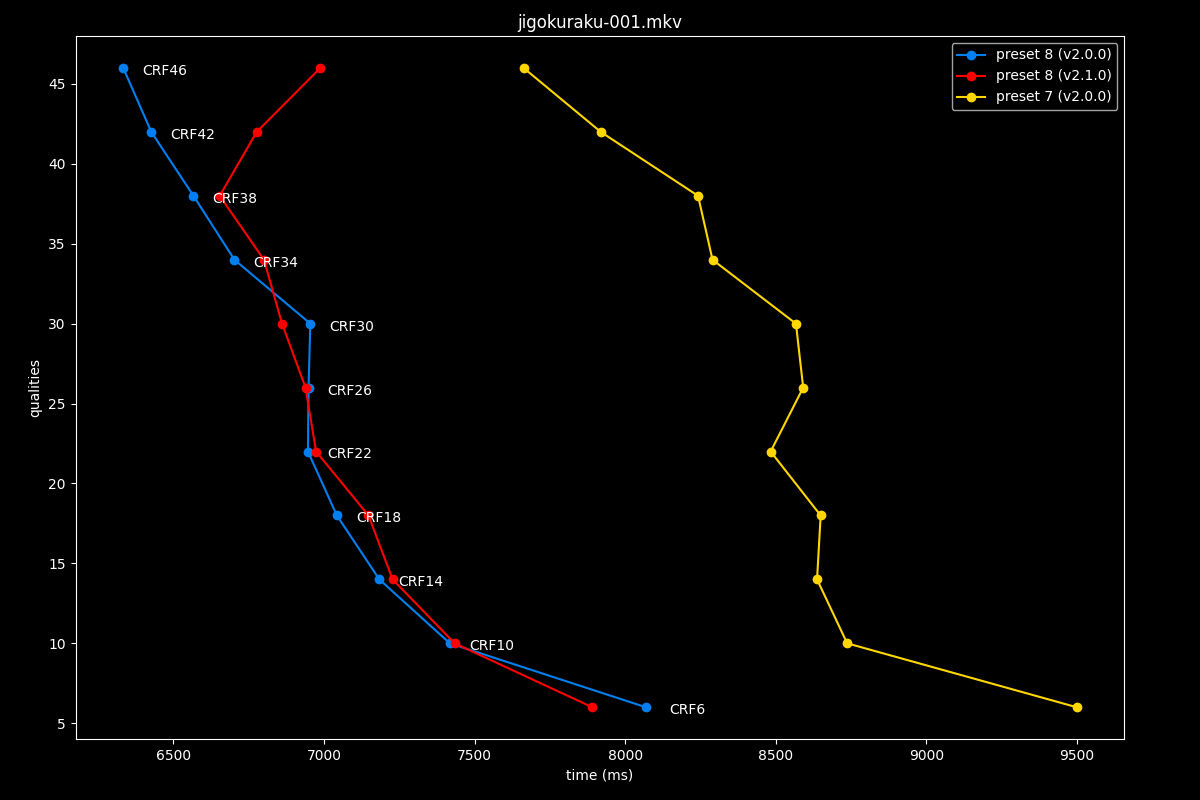 jigokuraku-001.mkv
preset 8 (v2.0.0)
preset 8 (v2.1.0)
preset 7 (v2.0.0)
CRF46
CRF42
CRF38
CRF34
CRF30
CRF26
CRF22
CRF18
CRF14
CRF10
CRF6
45
40
35
30
25
20
15
10
5
qualities
6500 7000 7500 8000 8500 9000 9500
time (ms)